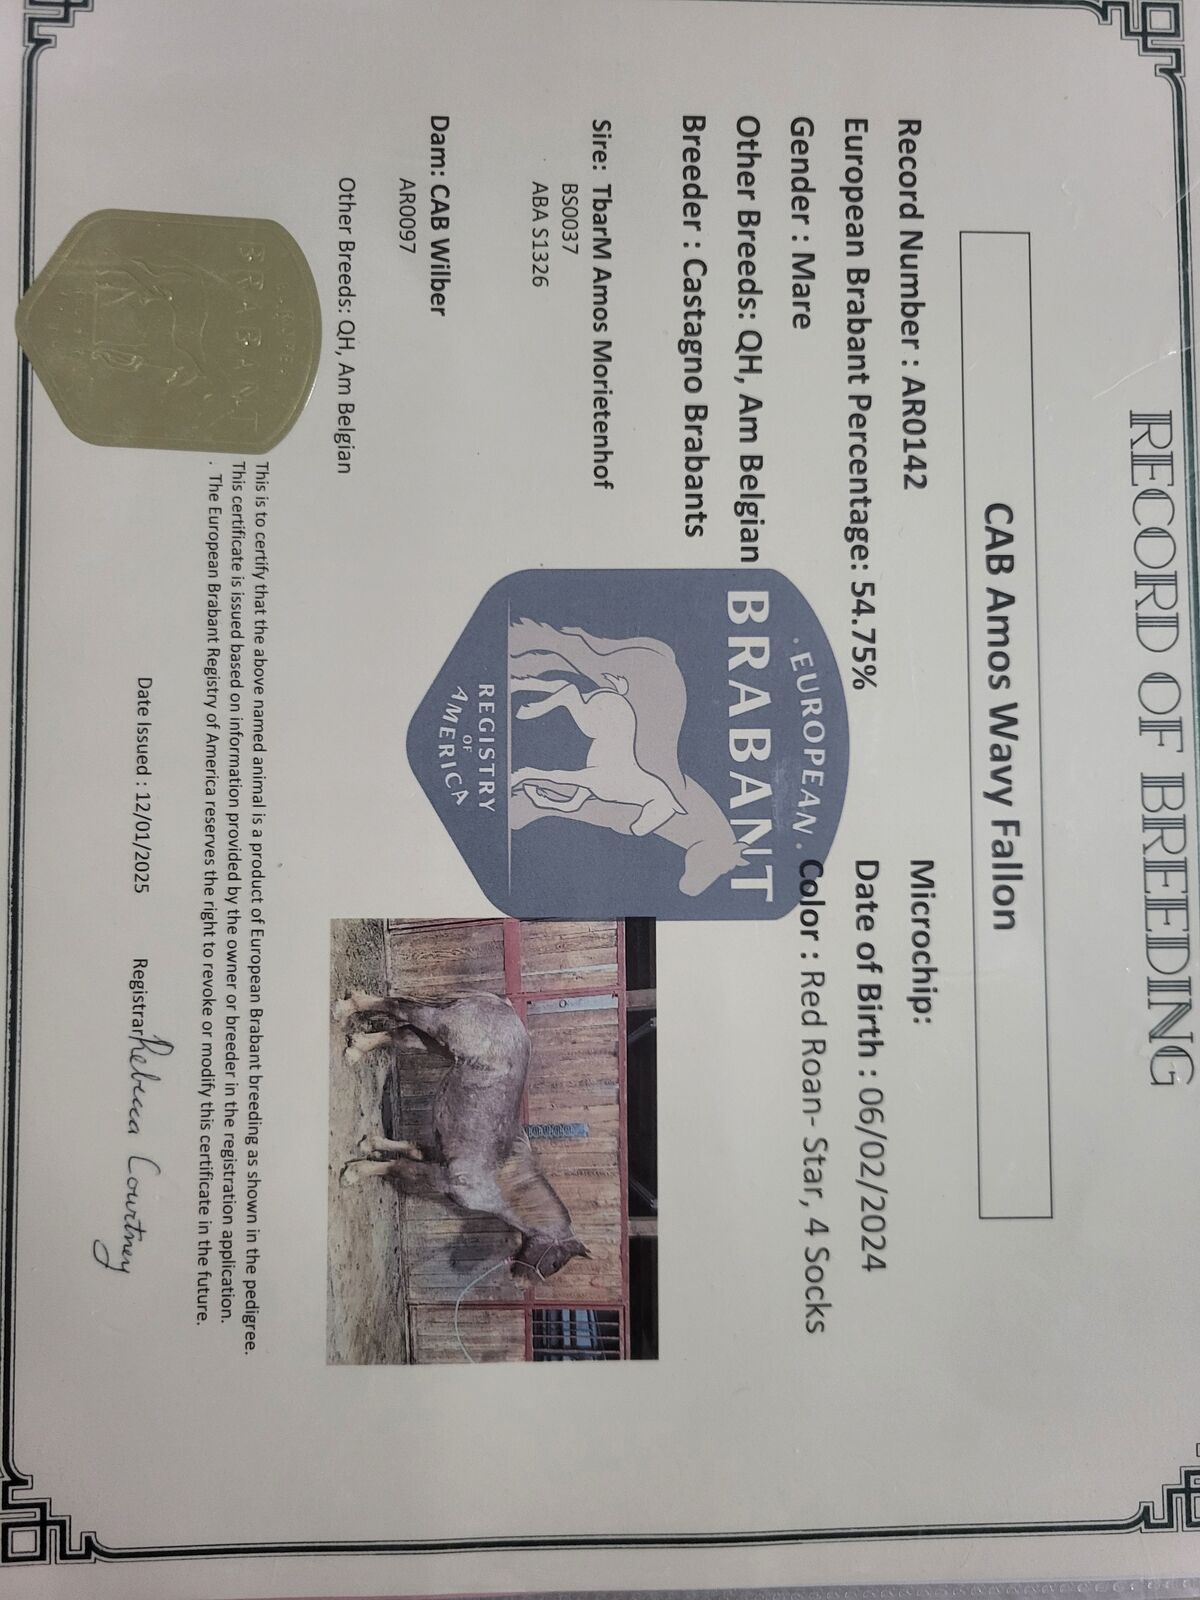 RECORD OF BREEDING
CAB Amos Wavy Fallon
Record Number : AR0142
Microchip:
European Brabant Percentage: 54.75%
Date of Birth : 06/02/2024
Gender : Mare
Color : Red Roan- Star, 4 Socks
Other Breeds: QH, Am Belgian
Breeder : Castagno Brabants
· EUROPEAN ·
BRABANT
REGISTRY
OF
AMERICA
Sire: TbarM Amos Morietenhof
BS0037
ABA S1326
Dam: CAB Wilber
AR0097
Other Breeds: QH, Am Belgian
BRABANT
This is to certify that the above named animal is a product of European Brabant breeding as shown in the pedigree.
This certificate is issued based on information provided by the owner or breeder in the registration application.
. The European Brabant Registry of America reserves the right to revoke or modify this certificate in the future.
Date Issued : 12/01/2025
Registrar Rebecca Courtney